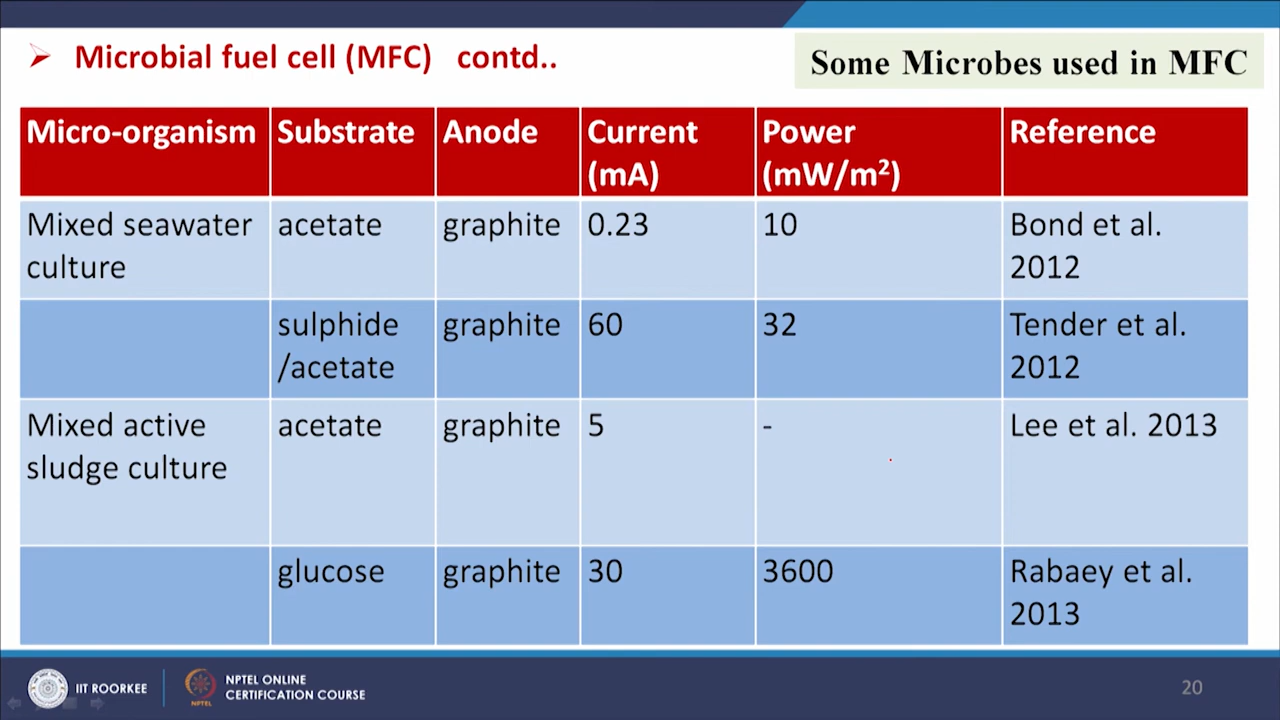 Microbial fuel cell (MFC) contd..
Some Microbes used in MFC
Micro-organism Substrate Anode Current (mA) Power (mW/m²) Reference
Mixed seawater culture acetate graphite 0.23 10 Bond et al. 2012
sulphide /acetate graphite 60 32 Tender et al. 2012
Mixed active sludge culture acetate graphite 5 - Lee et al. 2013
glucose graphite 30 3600 Rabaey et al. 2013
IIT ROORKEE
NPTEL
NPTEL ONLINE
CERTIFICATION COURSE
20